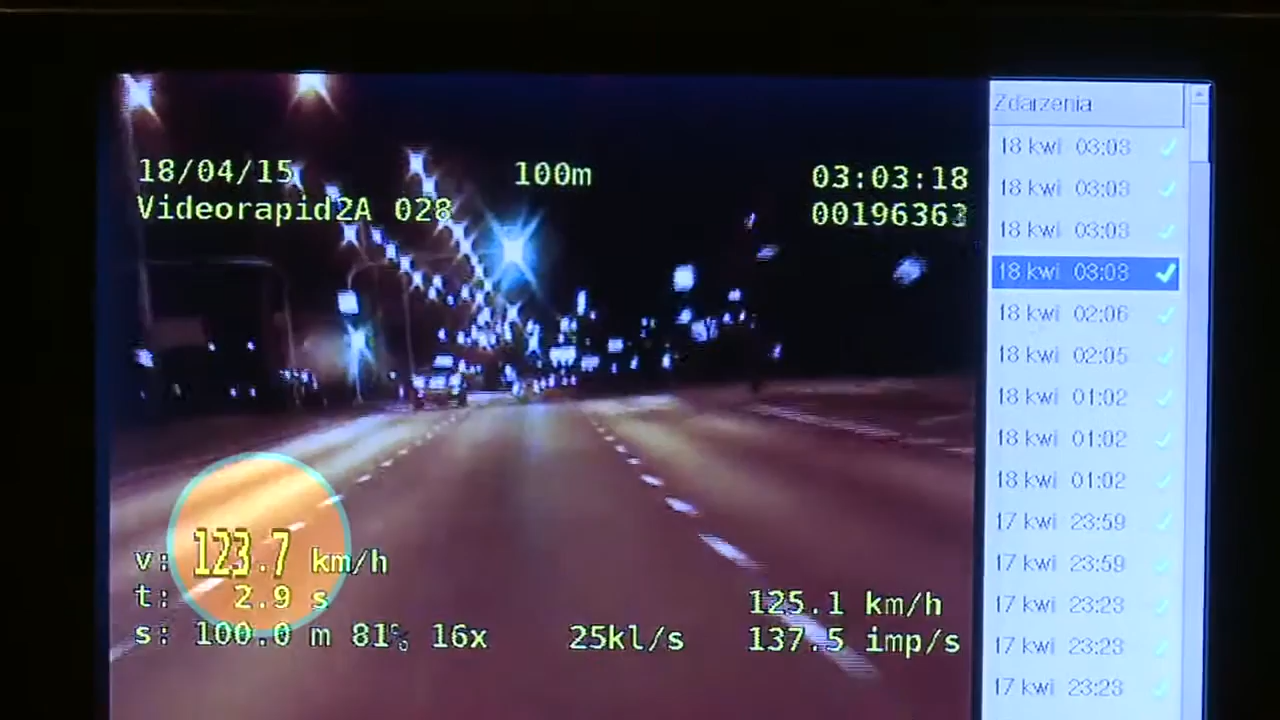 18/04/15 100m 03:03:18
Videorapid2A 028 00196363
v: 123.7 km/h
t: 2.9 s 125.1 km/h
s: 100.0 m 81% 16x 25kl/s 137.5 imp/s
Zdarzenia
18 kwi 03:03
18 kwi 03:03
18 kwi 03:03
18 kwi 03:03
18 kwi 02:06
18 kwi 02:05
18 kwi 01:02
18 kwi 01:02
18 kwi 01:02
17 kwi 23:59
17 kwi 23:59
17 kwi 23:23
17 kwi 23:23
17 kwi 23:23